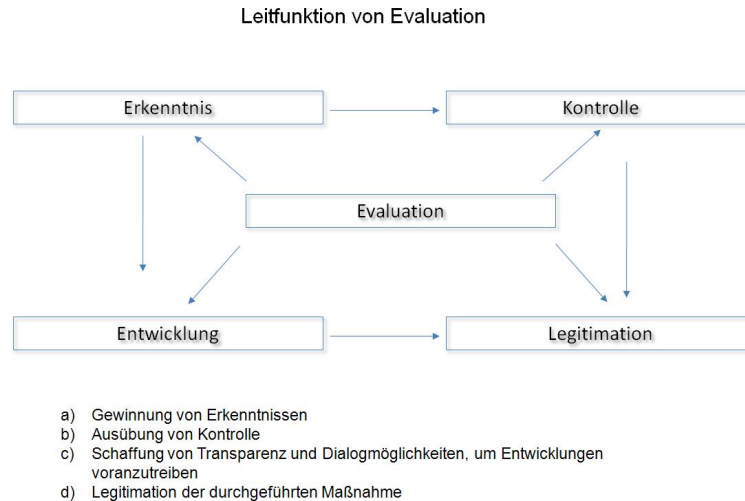 Leitfunktion von Evaluation
Erkenntnis
Kontrolle
Evaluation
Entwicklung
Legitimation
a) Gewinnung von Erkenntnissen
b) Ausübung von Kontrolle
c) Schaffung von Transparenz und Dialogmöglichkeiten, um Entwicklungen
voranzutreiben
d) Legitimation der durchgeführten Maßnahme